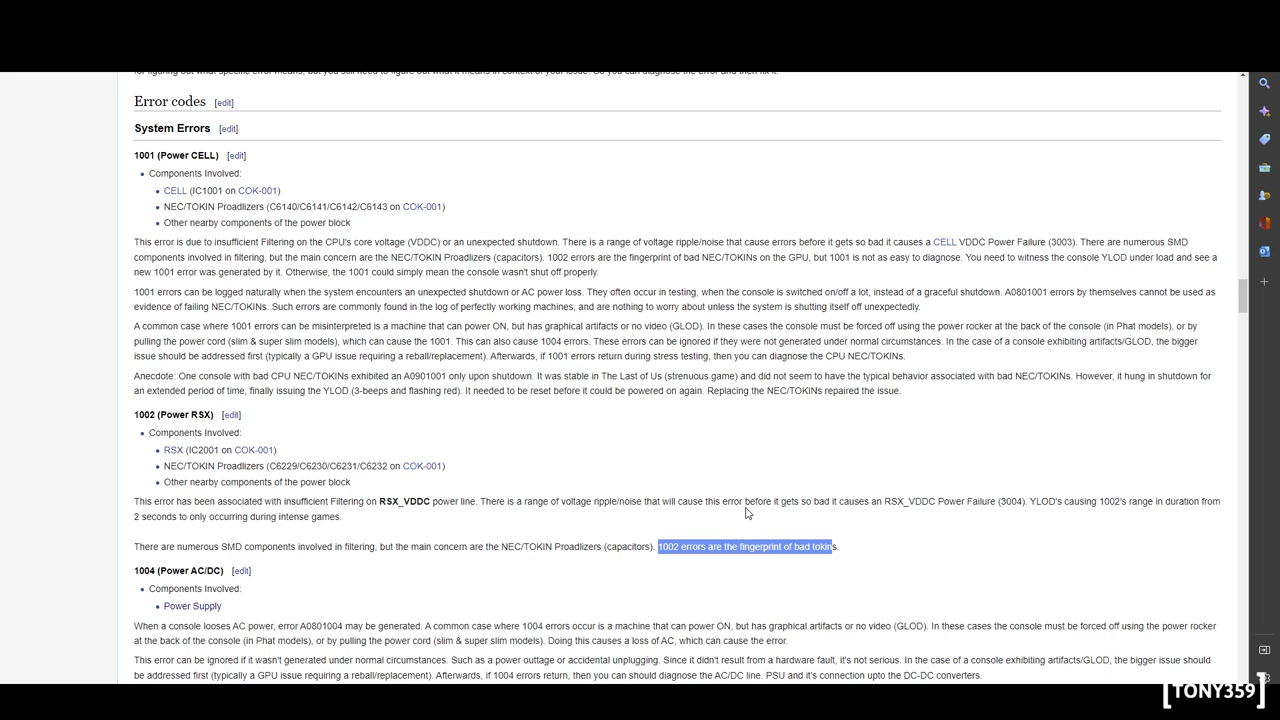 for figuring out what specific error means, but you still need to figure out what it means in context of your issue. So you can diagnose the error and then fix it.
Error codes [edit]
System Errors [edit]
1001 (Power CELL) [edit]
Components Involved:
CELL (IC1001 on COK-001)
NEC/TOKIN Proadlizers (C6140/C6141/C6142/C6143 on COK-001)
Other nearby components of the power block
This error is due to insufficient Filtering on the CPU's core voltage (VDDC) or an unexpected shutdown. There is a range of voltage ripple/noise that cause errors before it gets so bad it causes a CELL VDDC Power Failure (3003). There are numerous SMD
components involved in filtering, but the main concern are the NEC/TOKIN Proadlizers (capacitors). 1002 errors are the fingerprint of bad NEC/TOKINs on the GPU, but 1001 is not as easy to diagnose. You need to witness the console YLOD under load and see a
new 1001 error was generated by it. Otherwise, the 1001 could simply mean the console wasn't shut off properly.
1001 errors can be logged naturally when the system encounters an unexpected shutdown or AC power loss. They often occur in testing, when the console is switched on/off a lot, instead of a graceful shutdown. A0801001 errors by themselves cannot be used as
evidence of failing NEC/TOKINs. Such errors are commonly found in the log of perfectly working machines, and are nothing to worry about unless the system is shutting itself off unexpectedly.
A common case where 1001 errors can be misinterpreted is a machine that can power ON, but has graphical artifacts or no video (GLOD). In these cases the console must be forced off using the power rocker at the back of the console (in Phat models), or by
pulling the power cord (slim & super slim models), which can cause the 1001. This can also cause 1004 errors. These errors can be ignored if they were not generated under normal circumstances. In the case of a console exhibiting artifacts/GLOD, the bigger
issue should be addressed first (typically a GPU issue requiring a reball/replacement). Afterwards, if 1001 errors return during stress testing, then you can diagnose the CPU NEC/TOKINs.
Anecdote: One console with bad CPU NEC/TOKINs exhibited an A0901001 only upon shutdown. It was stable in The Last of Us (strenuous game) and did not seem to have the typical behavior associated with bad NEC/TOKINs. However, it hung in shutdown for
an extended period of time, finally issuing the YLOD (3-beeps and flashing red). It needed to be reset before it could be powered on again. Replacing the NEC/TOKINs repaired the issue.
1002 (Power RSX) [edit]
Components Involved:
RSX (IC2001 on COK-001)
NEC/TOKIN Proadlizers (C6229/C6230/C6231/C6232 on COK-001)
Other nearby components of the power block
This error has been associated with insufficient Filtering on RSX_VDDC power line. There is a range of voltage ripple/noise that will cause this error before it gets so bad it causes an RSX_VDDC Power Failure (3004). YLOD's causing 1002's range in duration from
2 seconds to only occurring during intense games.
There are numerous SMD components involved in filtering, but the main concern are the NEC/TOKIN Proadlizers (capacitors). 1002 errors are the fingerprint of bad tokins.
1004 (Power AC/DC) [edit]
Components Involved:
Power Supply
When a console looses AC power, error A0801004 may be generated. A common case where 1004 errors occur is a machine that can power ON, but has graphical artifacts or no video (GLOD). In these cases the console must be forced off using the power rocker
at the back of the console (in Phat models), or by pulling the power cord (slim & super slim models). Doing this causes a loss of AC, which can cause the error.
This error can be ignored if it wasn't generated under normal circumstances. Such as a power outage or accidental unplugging. Since it didn't result from a hardware fault, it's not serious. In the case of a console exhibiting artifacts/GLOD, the bigger issue should
be addressed first (typically a GPU issue requiring a reball/replacement). Afterwards, if 1004 errors return, then you can should diagnose the AC/DC line. PSU and it's connection upto the DC-DC converters.
[TONY359]